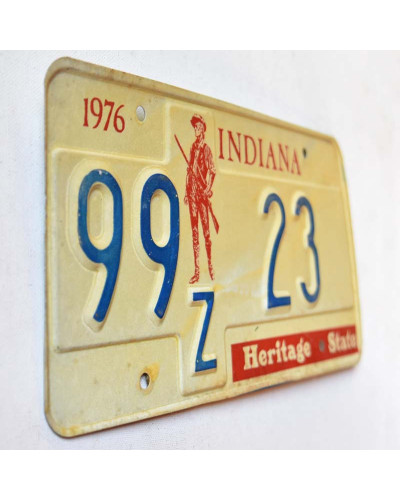 1976 INDIANA
99 Z 23
Heritage State